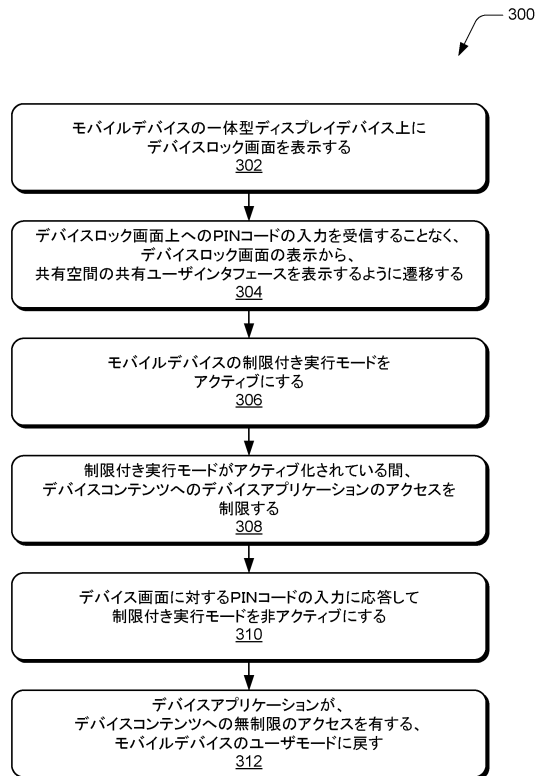 300
モバイルデバイスの一体型ディスプレイデバイス上に
デバイスロック画面を表示する
302
デバイスロック画面上へのPINコードの入力を受信することなく、
デバイスロック画面の表示から、
共有空間の共有ユーザインタフェースを表示するように遷移する
304
モバイルデバイスの制限付き実行モードを
アクティブにする
306
制限付き実行モードがアクティブ化されている間、
デバイスコンテンツへのデバイスアプリケーションのアクセスを
制限する
308
デバイス画面に対するPINコードの入力に応答して
制限付き実行モードを非アクティブにする
310
デバイスアプリケーションが、
デバイスコンテンツへの無制限のアクセスを有する、
モバイルデバイスのユーザモードに戻す
312